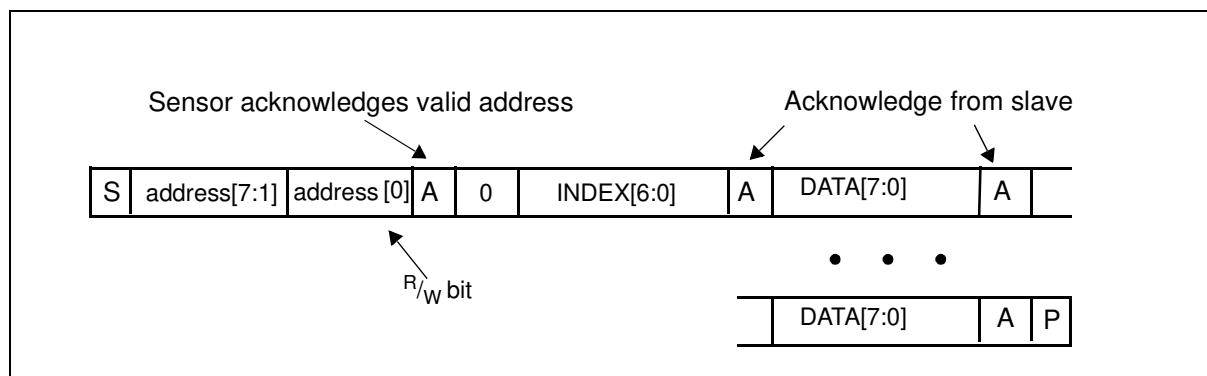 Sensor acknowledges valid address
Acknowledge from slave
S address[7:1] address [0] A 0 INDEX[6:0] A DATA[7:0] A
R/W bit
DATA[7:0] A P